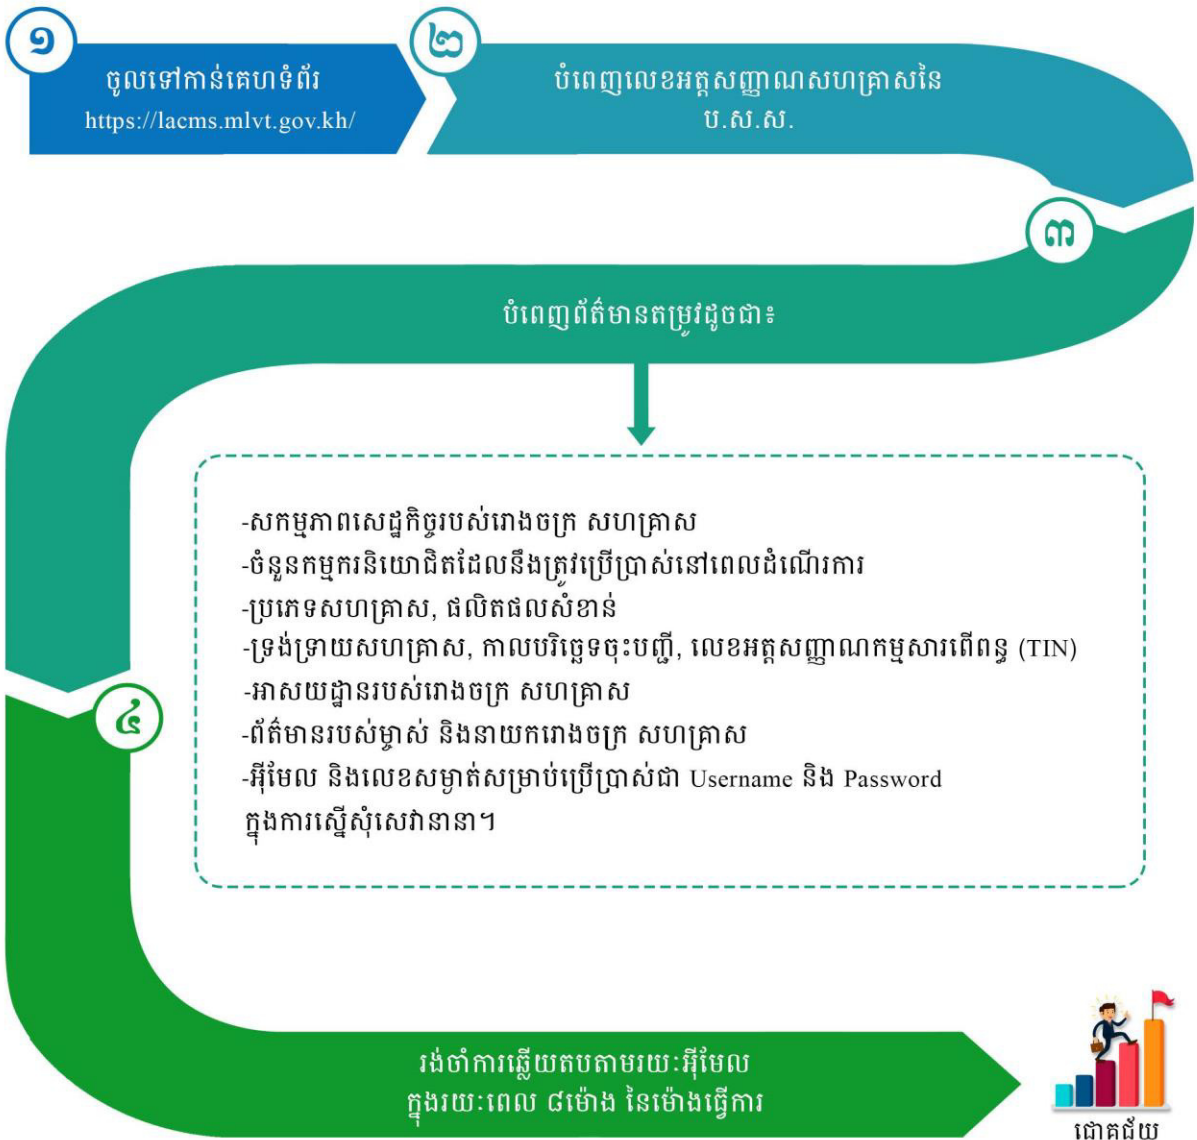 ១
ចូលទៅកាន់គេហទំព័រ
https://lacms.mlvt.gov.kh/
២
បំពេញលេខអត្តសញ្ញាណសហគ្រាសនៃ
ប.ស.ស.
៣
បំពេញព័ត៌មានតម្រូវដូចជា៖
-សកម្មភាពសេដ្ឋកិច្ចរបស់រោងចក្រ សហគ្រាស
-ចំនួនកម្មករនិយោជិតដែលនឹងត្រូវប្រើប្រាស់នៅពេលដំណើរការ
-ប្រភេទសហគ្រាស, ផលិតផលសំខាន់
-ទ្រង់ទ្រាយសហគ្រាស, កាលបរិច្ឆេទចុះបញ្ជី, លេខអត្តសញ្ញាណកម្មសារពើពន្ធ (TIN)
-អាសយដ្ឋានរបស់រោងចក្រ សហគ្រាស
-ព័ត៌មានរបស់ម្ចាស់ និងនាយករោងចក្រ សហគ្រាស
-អ៊ីមែល និងលេខសម្ងាត់សម្រាប់ប្រើប្រាស់ជា Username និង Password
ក្នុងការស្នើសុំសេវានានា។
៤
រង់ចាំការឆ្លើយតបតាមរយៈអ៊ីមែល
ក្នុងរយៈពេល ៨ម៉ោង នៃម៉ោងធ្វើការ
ជោគជ័យ